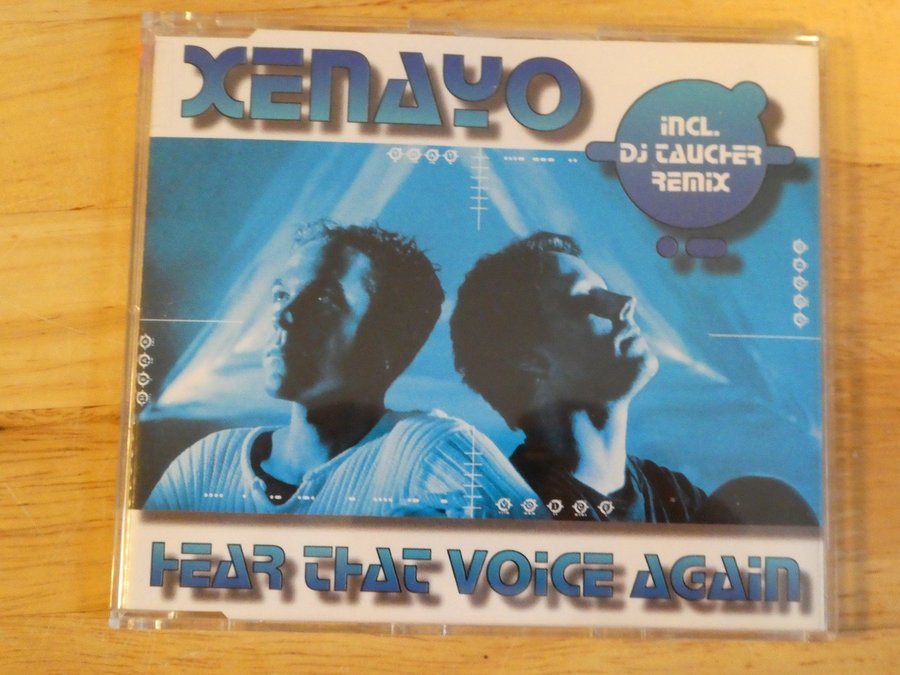 XENAYO
INCL.
DJ TAUCHER
REMIX
HEAR THAT VOICE AGAIN